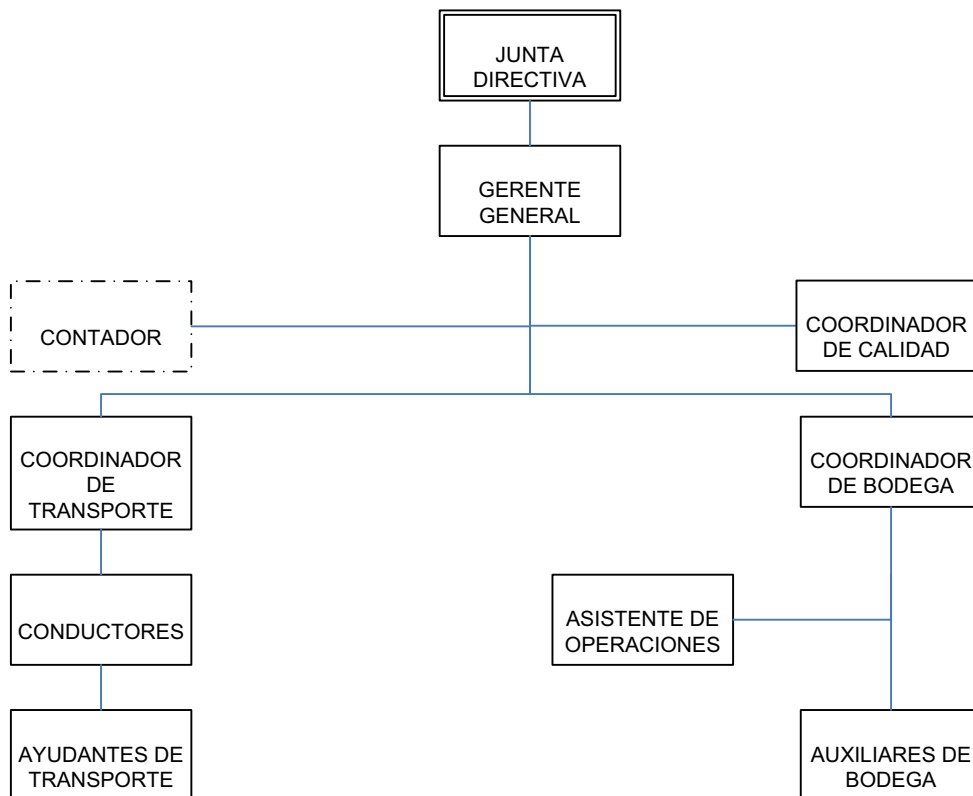 JUNTA
DIRECTIVA
GERENTE
GENERAL
CONTADOR
COORDINADOR
DE CALIDAD
COORDINADOR
DE
TRANSPORTE
COORDINADOR
DE BODEGA
CONDUCTORES
ASISTENTE DE
OPERACIONES
AYUDANTES DE
TRANSPORTE
AUXILIARES DE
BODEGA